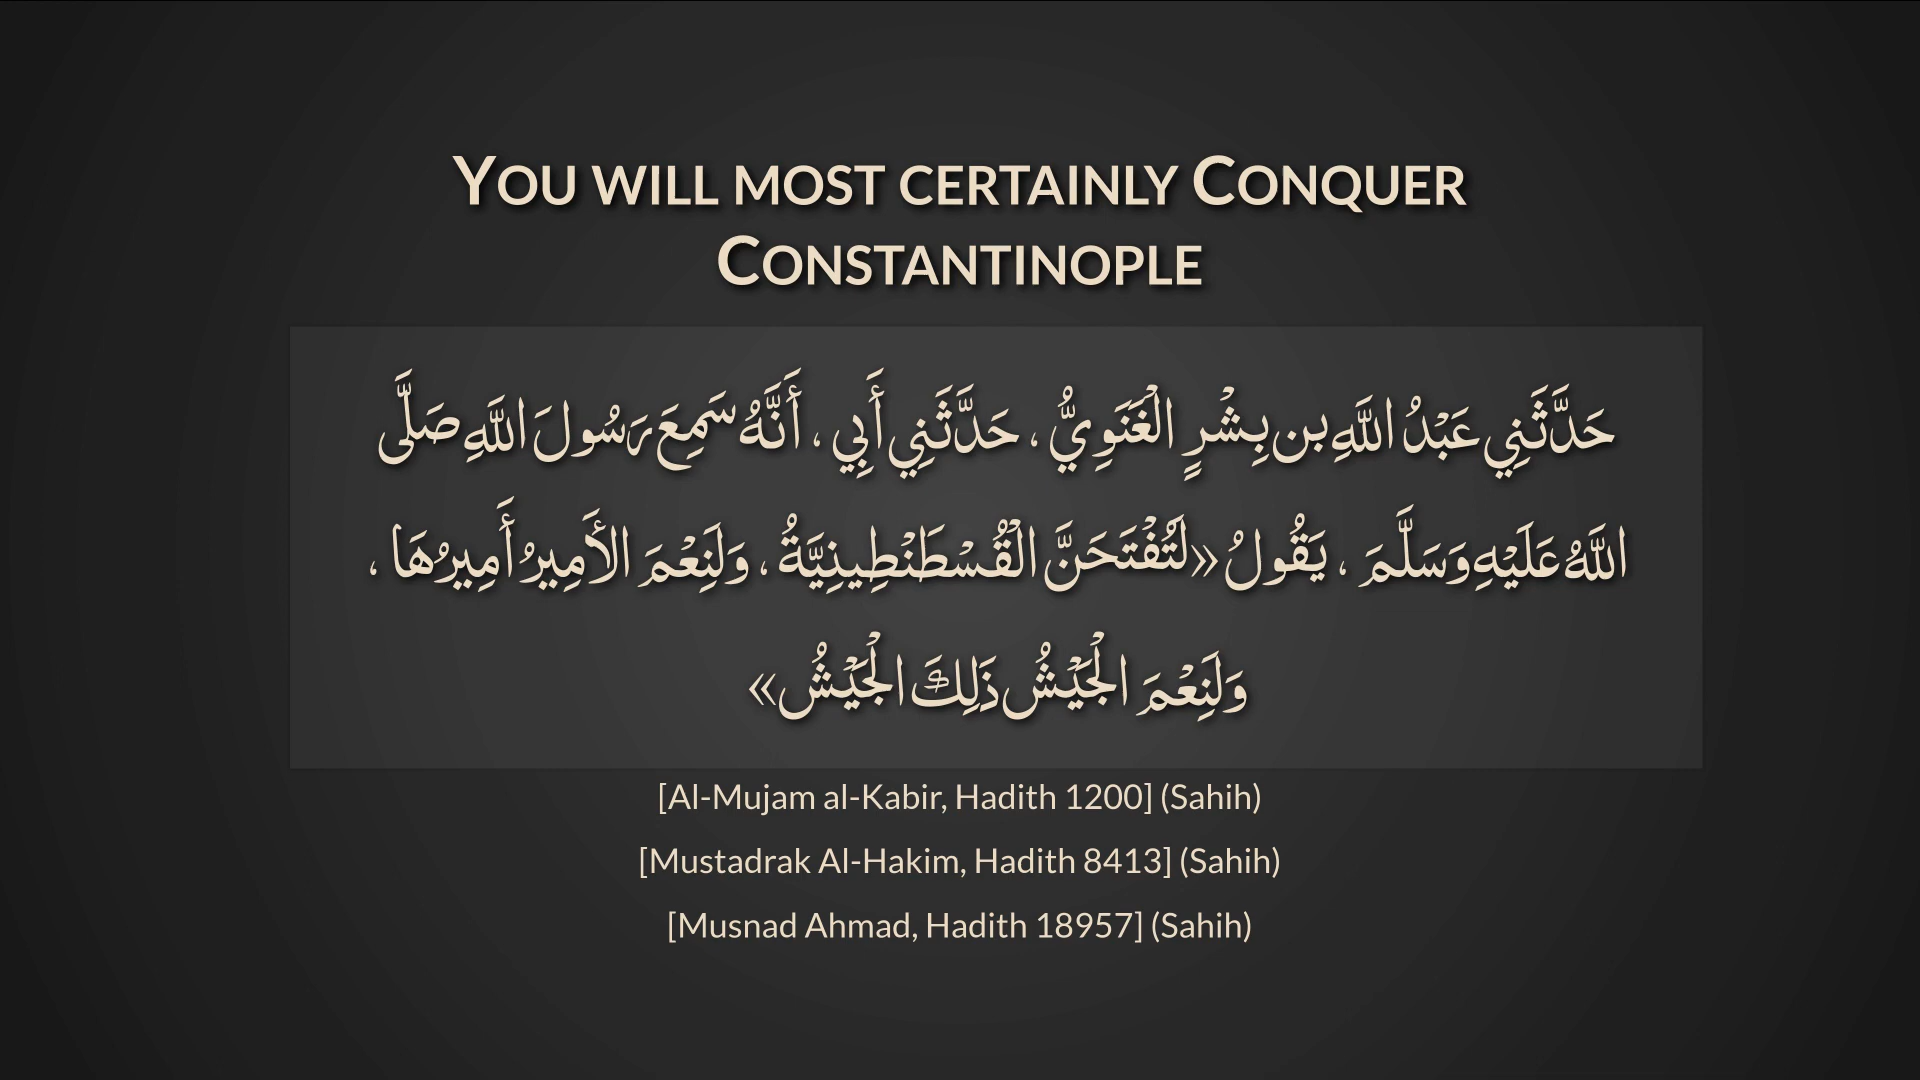 YOU WILL MOST CERTAINLY CONQUER
CONSTANTINOPLE
حَدَّثَنِي عَبْدُ اللَّهِ بن بِشْرٍ الْغَنَوِيُّ ، حَدَّثَنِي أَبِي ، أَنَّهُ سَمِعَ رَسُولَ اللَّهِ صَلَّى
اللَّهُ عَلَيْهِ وَسَلَّمَ ، يَقُولُ «لَتُفْتَحَنَّ الْقُسْطَنْطِينِيَّةُ ، وَلَنِعْمَ الأَمِيرُ أَمِيرُهَا ،
وَلَنِعْمَ الْجَيْشُ ذَلِكَ الْجَيْشُ»
[Al-Mujam al-Kabir, Hadith 1200] (Sahih)
[Mustadrak Al-Hakim, Hadith 8413] (Sahih)
[Musnad Ahmad, Hadith 18957] (Sahih)